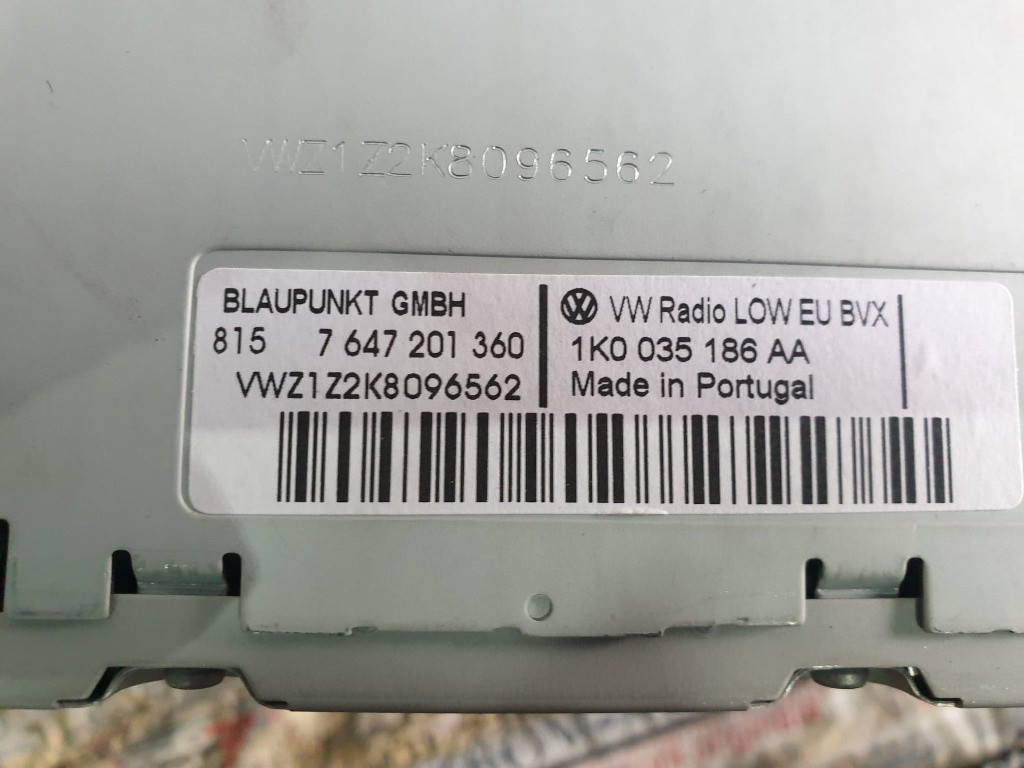 VWZ1Z2K8096562
BLAUPUNKT GMBH
815 7 647 201 360
VWZ1Z2K8096562
VW Radio LOW EU BVX
1K0 035 186 AA
Made in Portugal